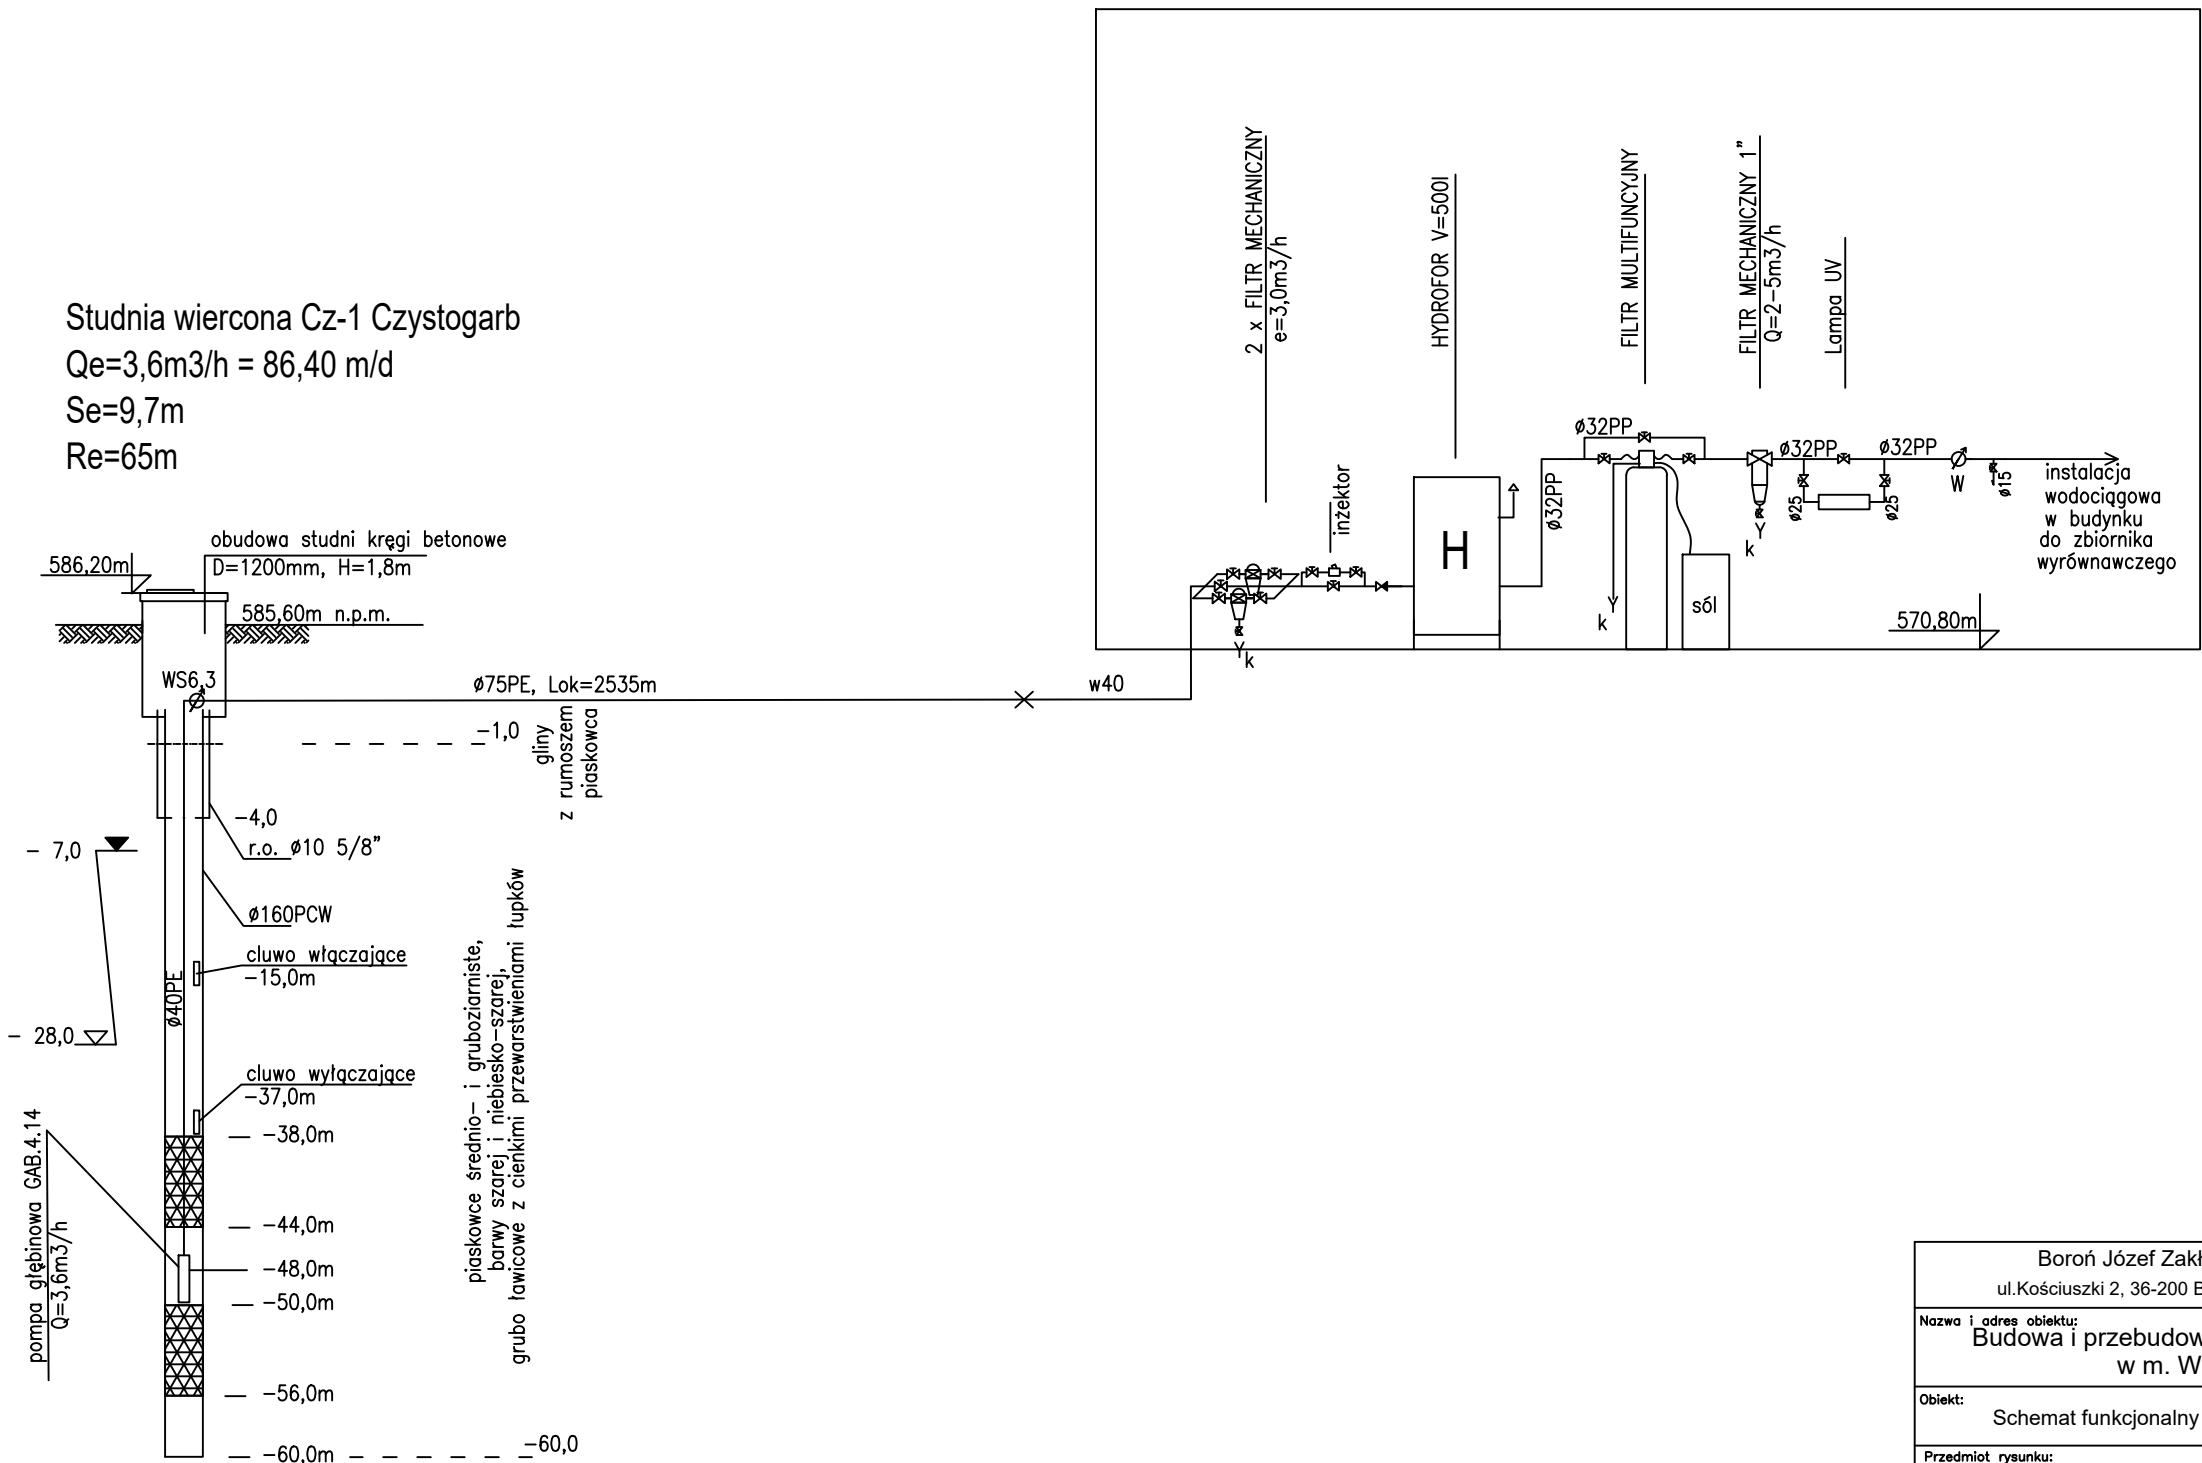 Studnia wiercona Cz-1 Czystogarb
Qe=3,6m3/h = 86,40 m/d
Se=9,7m
Re=65m
obudowa studni kręgi betonowe
D=1200mm, H=1,8m
586,20m
585,60m n.p.m.
WS6,3
ø75PE, Lok=2535m
w40
-1,0
gliny
z rumoszem
piaskowca
-4,0
r.o. ø10 5/8"
- 7,0
ø160PCW
cluwo włączające
-15,0m
ø40PE
- 28,0
cluwo wyłączające
-37,0m
-38,0m
-44,0m
-48,0m
-50,0m
-56,0m
-60,0m
-60,0
pompa głębinowa GAB.4.14
Q=3,6m3/h
piaskowce średnio- i gruboziarniste,
barwy szarej i niebiesko-szarej,
grubo ławicowe z cienkimi przewarstwieniami łupków
2 x FILTR MECHANICZNY
e=3,0m3/h
inżektor
HYDROFOR V=500l
FILTR MULTIFUNCYJNY
FILTR MECHANICZNY 1"
Q=2-5m3/h
Lampa UV
H
k
ø32PP
ø32PP
k
sól
k
ø32PP
ø32PP
ø25
ø25
W
ø15
instalacja
wodociągowa
w budynku
do zbiornika
wyrównawczego
570,80m
Boroń Józef Zakł
ul.Kościuszki 2, 36-200 B
Nazwa i adres obiektu:
Budowa i przebudow
w m. W
Obiekt:
Schemat funkcjonalny
Przedmiot rysunku: